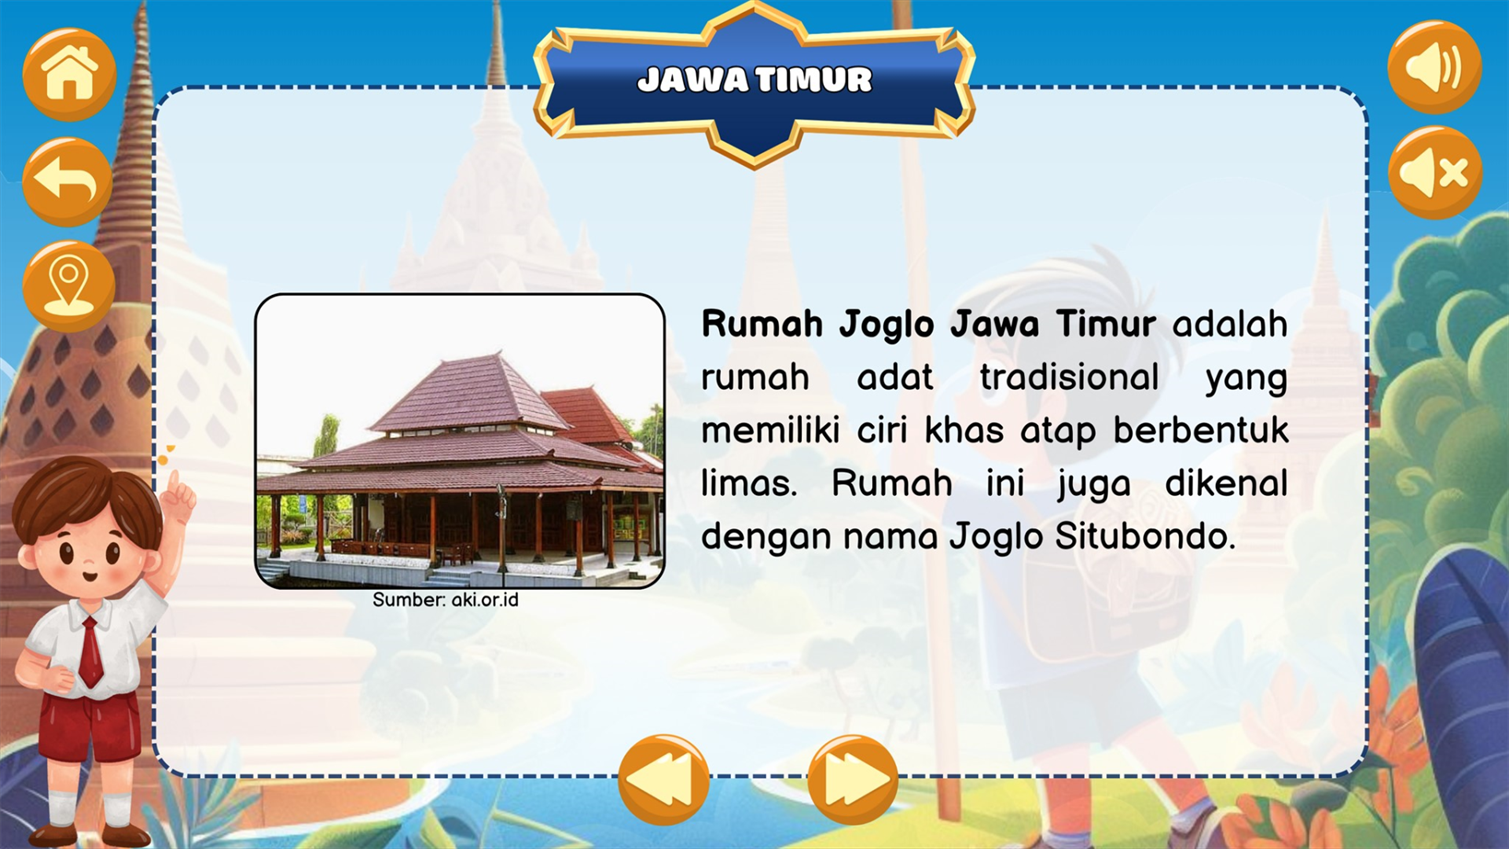 JAWA TIMUR
Rumah Joglo Jawa Timur adalah
rumah adat tradisional yang
memiliki ciri khas atap berbentuk
limas. Rumah ini juga dikenal
dengan nama Joglo Situbondo.
Sumber: aki.or.id